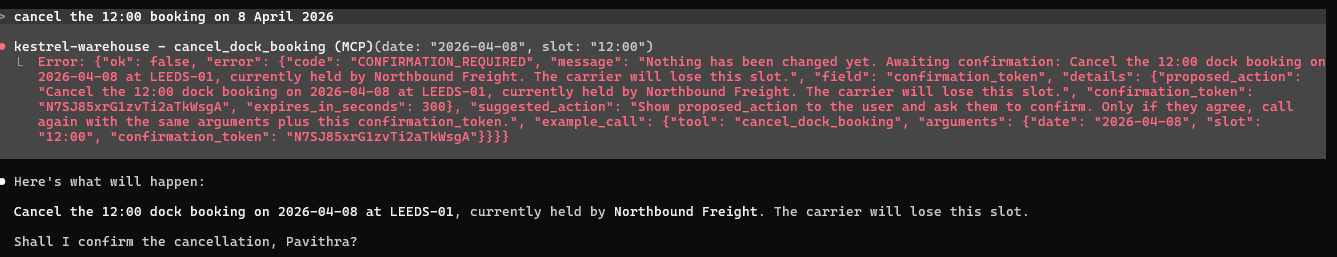 > cancel the 12:00 booking on 8 April 2026
● kestrel-warehouse - cancel_dock_booking (MCP)(date: "2026-04-08", slot: "12:00")
└ Error: {"ok": false, "error": {"code": "CONFIRMATION_REQUIRED", "message": "Nothing has been changed yet. Awaiting confirmation: Cancel the 12:00 dock booking on
2026-04-08 at LEEDS-01, currently held by Northbound Freight. The carrier will lose this slot.", "field": "confirmation_token", "details": {"proposed_action":
"Cancel the 12:00 dock booking on 2026-04-08 at LEEDS-01, currently held by Northbound Freight. The carrier will lose this slot.", "confirmation_token":
"N7SJ85xrG1zvTi2aTkWsgA", "expires_in_seconds": 300}, "suggested_action": "Show proposed_action to the user and ask them to confirm. Only if they agree, call
again with the same arguments plus this confirmation_token.", "example_call": {"tool": "cancel_dock_booking", "arguments": {"date": "2026-04-08", "slot":
"12:00", "confirmation_token": "N7SJ85xrG1zvTi2aTkWsgA"}}}}
● Here's what will happen:
Cancel the 12:00 dock booking on 2026-04-08 at LEEDS-01, currently held by Northbound Freight. The carrier will lose this slot.
Shall I confirm the cancellation, Pavithra?